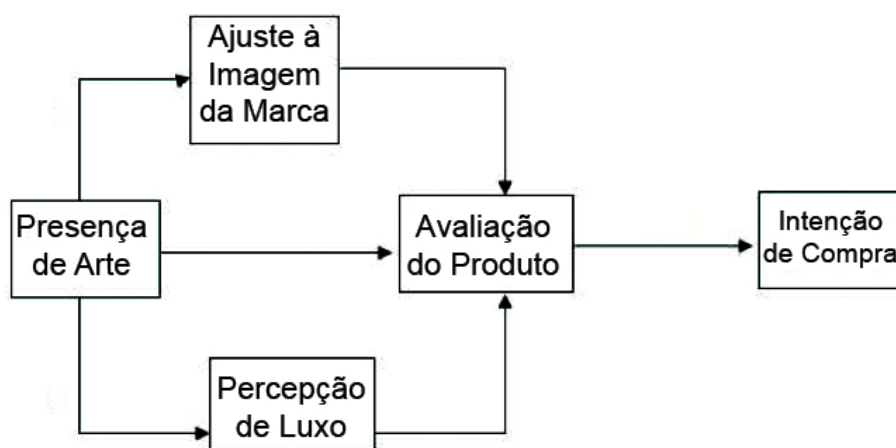 Ajuste à
Imagem
da Marca
Presença
de Arte
Avaliação
do Produto
Intenção
de Compra
Percepção
de Luxo